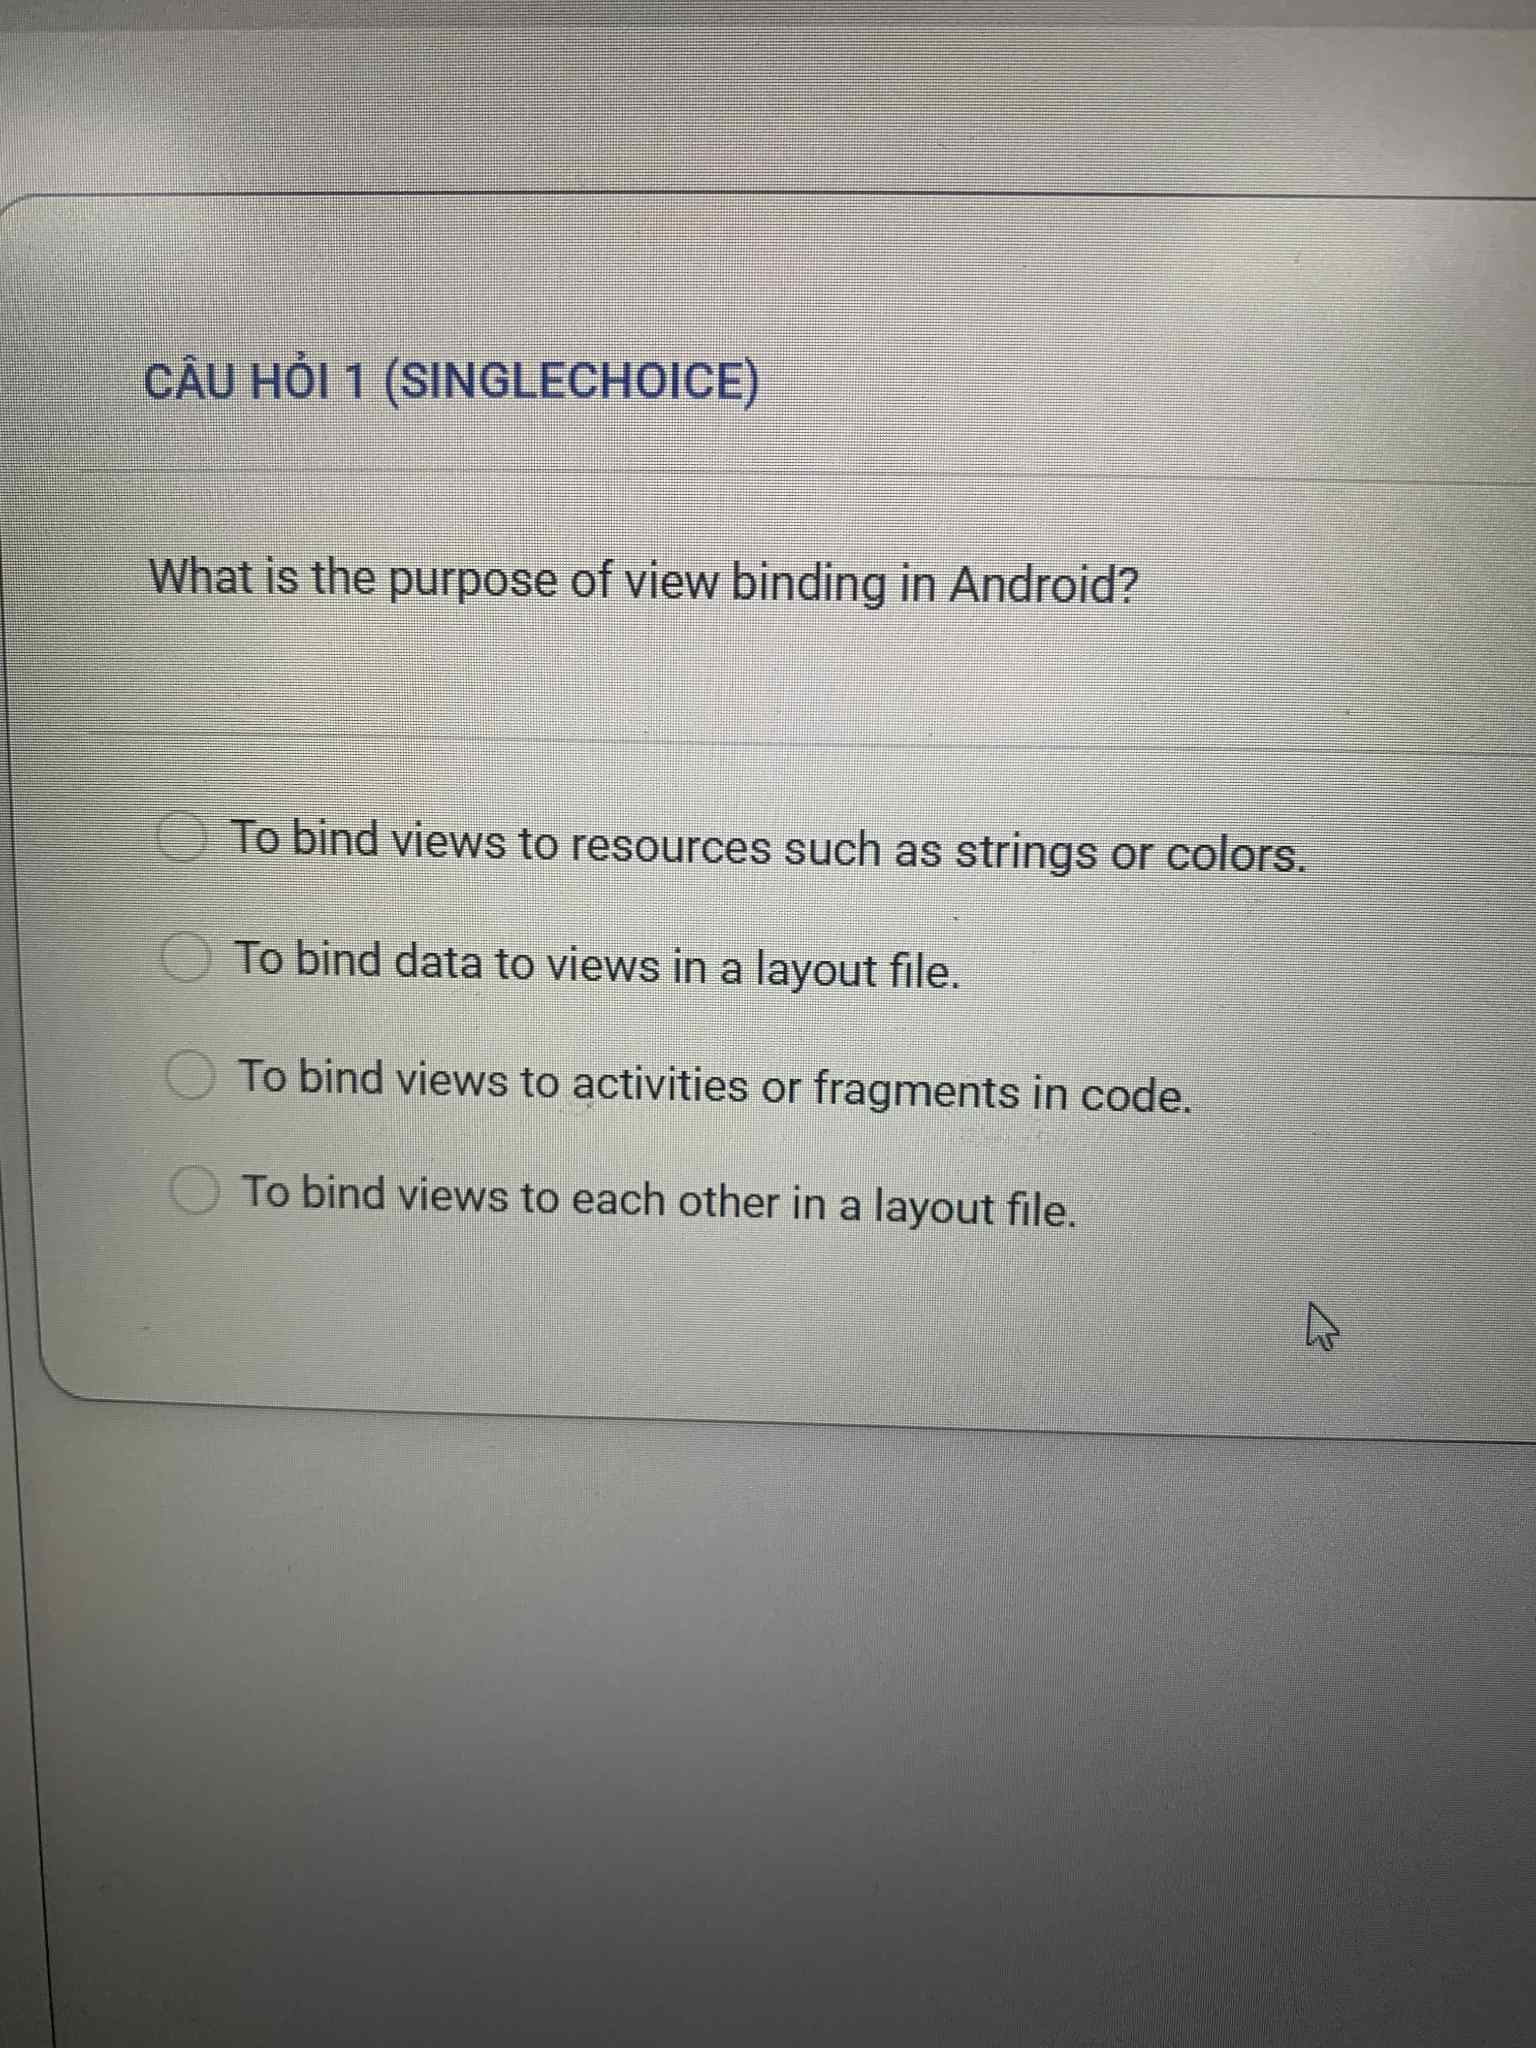 CÂU HỎI 1 (SINGLECHOICE)
What is the purpose of view binding in Android?
To bind views to resources such as strings or colors.
To bind data to views in a layout file.
To bind views to activities or fragments in code.
To bind views to each other in a layout file.